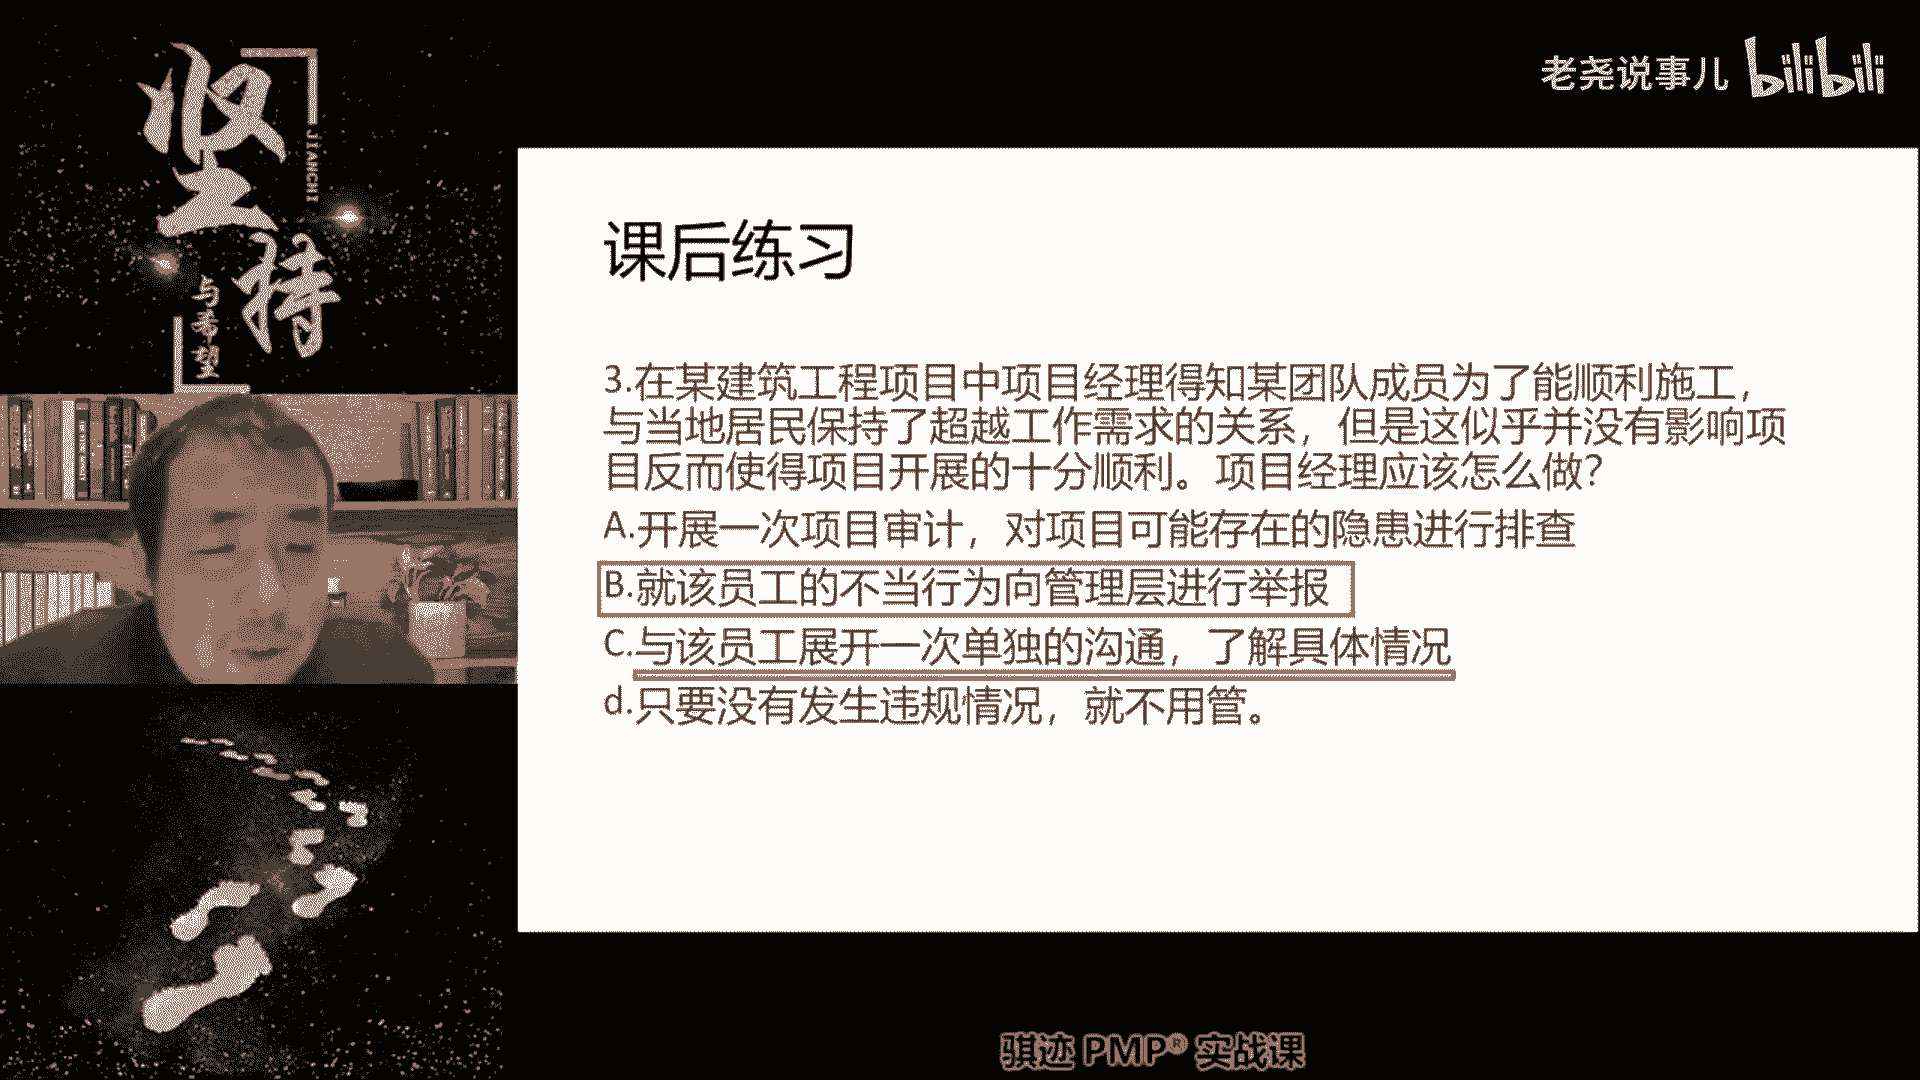 坚持
JIANCHI
与希望
老尧说事儿 bilibili
课后练习
3.在某建筑工程项目中项目经理得知某团队成员为了能顺利施工，
与当地居民保持了超越工作需求的关系，但是这似乎并没有影响项
目反而使得项目开展的十分顺利。项目经理应该怎么做？
A.开展一次项目审计，对项目可能存在的隐患进行排查
B.就该员工的不当行为向管理层进行举报
C.与该员工展开一次单独的沟通，了解具体情况
d.只要没有发生违规情况，就不用管。
骐迹 PMP® 实战课